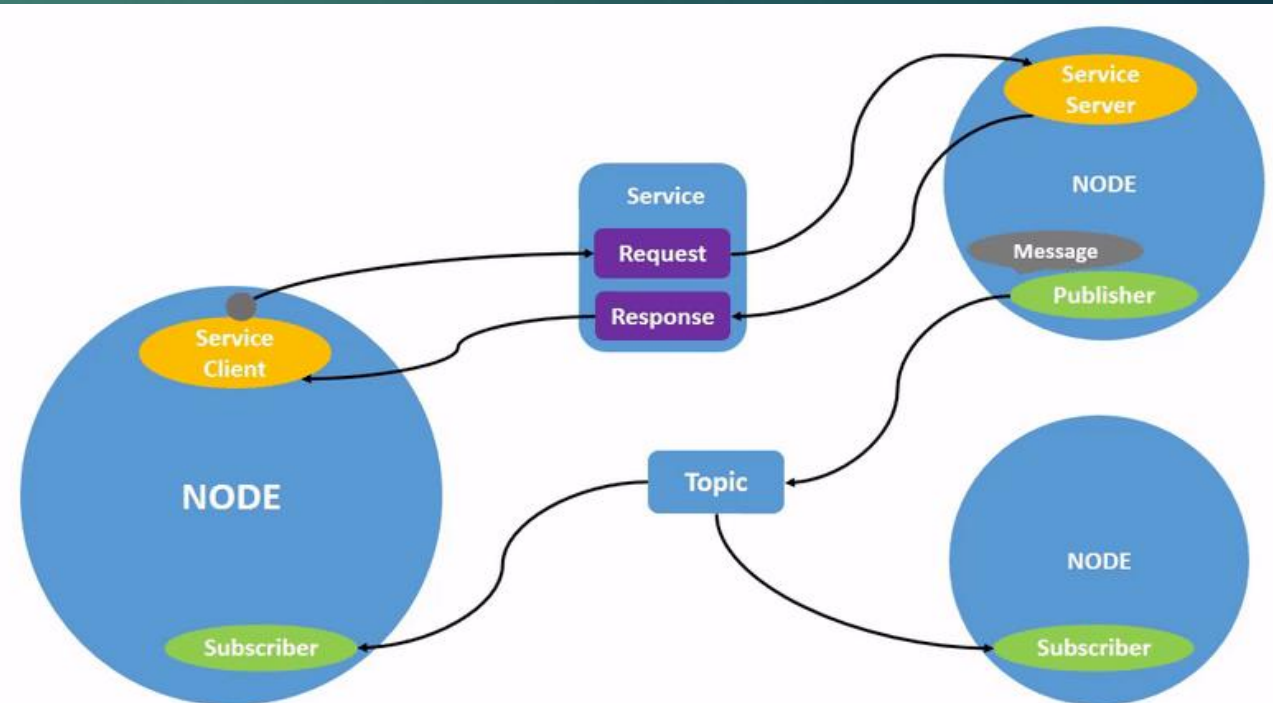 Service
Server
NODE
Message
Publisher
Service
Request
Response
Service
Client
NODE
Subscriber
Topic
NODE
Subscriber